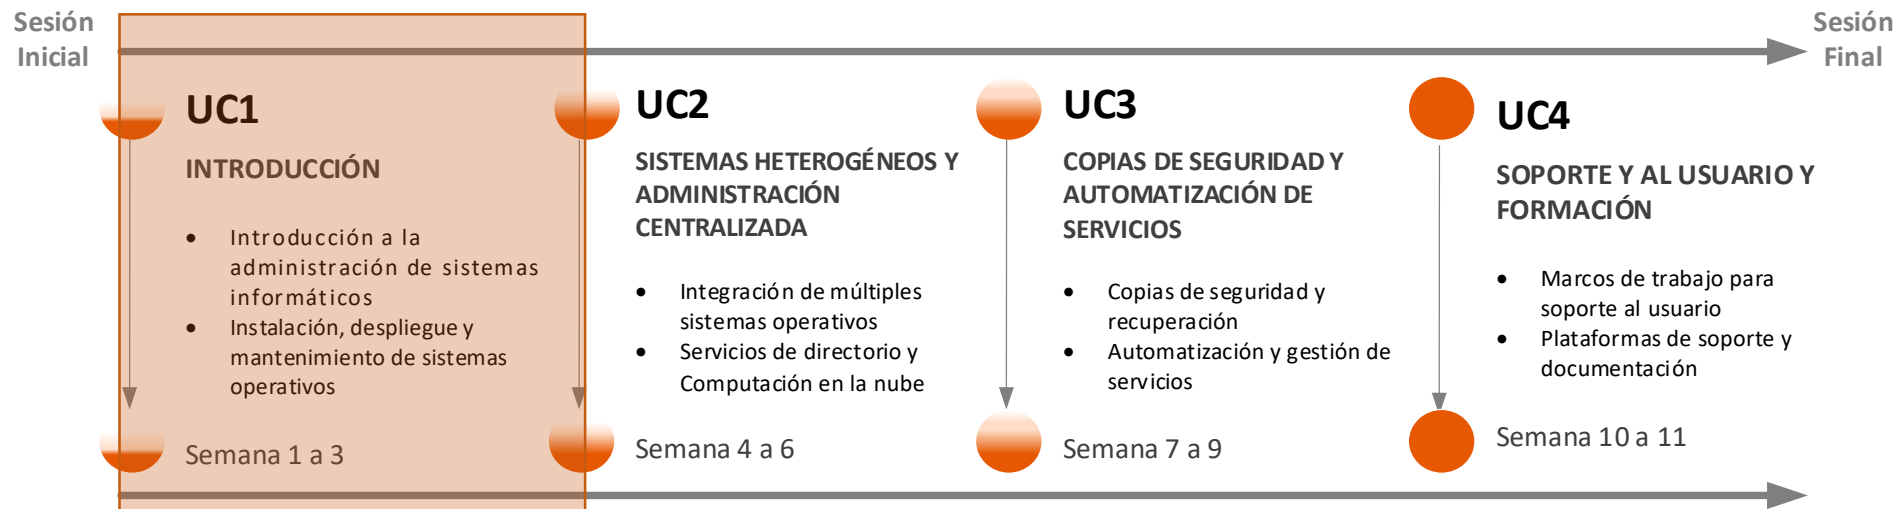 Sesión
Inicial
Sesión
Final
UC1
INTRODUCCIÓN
• Introducción a la
administración de sistemas
informáticos
• Instalación, despliegue y
mantenimiento de sistemas
operativos
Semana 1 a 3
UC2
SISTEMAS HETEROGÉNEOS Y
ADMINISTRACIÓN
CENTRALIZADA
• Integración de múltiples
sistemas operativos
• Servicios de directorio y
Computación en la nube
Semana 4 a 6
UC3
COPIAS DE SEGURIDAD Y
AUTOMATIZACIÓN DE
SERVICIOS
• Copias de seguridad y
recuperación
• Automatización y gestión de
servicios
Semana 7 a 9
UC4
SOPORTE Y AL USUARIO Y
FORMACIÓN
• Marcos de trabajo para
soporte al usuario
• Plataformas de soporte y
documentación
Semana 10 a 11